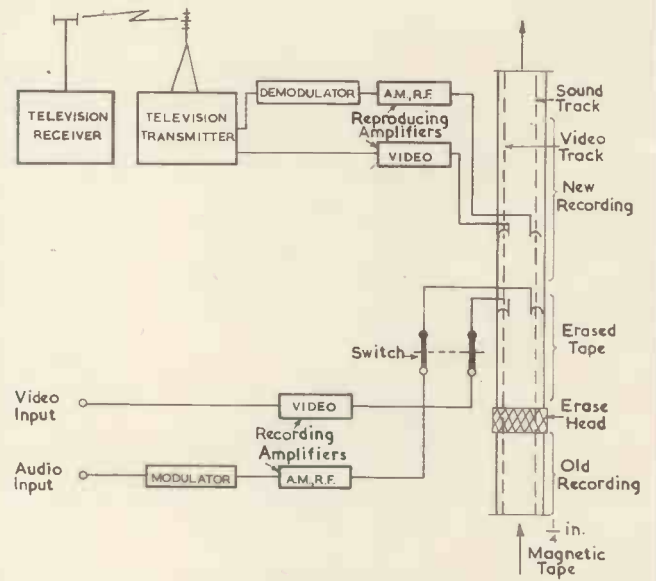 TELEVISION
RECEIVER
TELEVISION
TRANSMITTER
DEMODULATOR
A.M., R.F.
Reproducing
Amplifiers
VIDEO
Sound
Track
Video
Track
New
Recording
Switch
Erased
Tape
Erase
Head
Old
Recording
Video
Input
VIDEO
Recording
Amplifiers
Audio
Input
MODULATOR
A.M., R.F.
1/4 in.
Magnetic
Tape